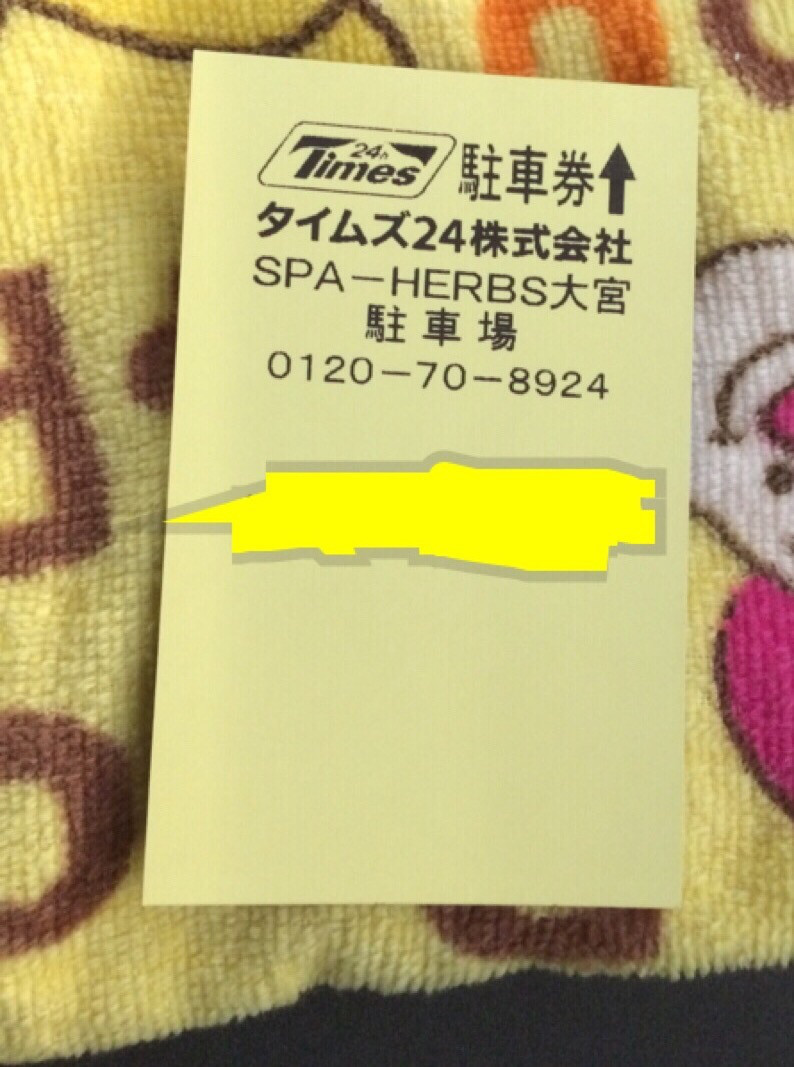 24h Times 駐車券↑
タイムズ24株式会社
SPA－HERBS大宮
駐車場
0120－70－8924